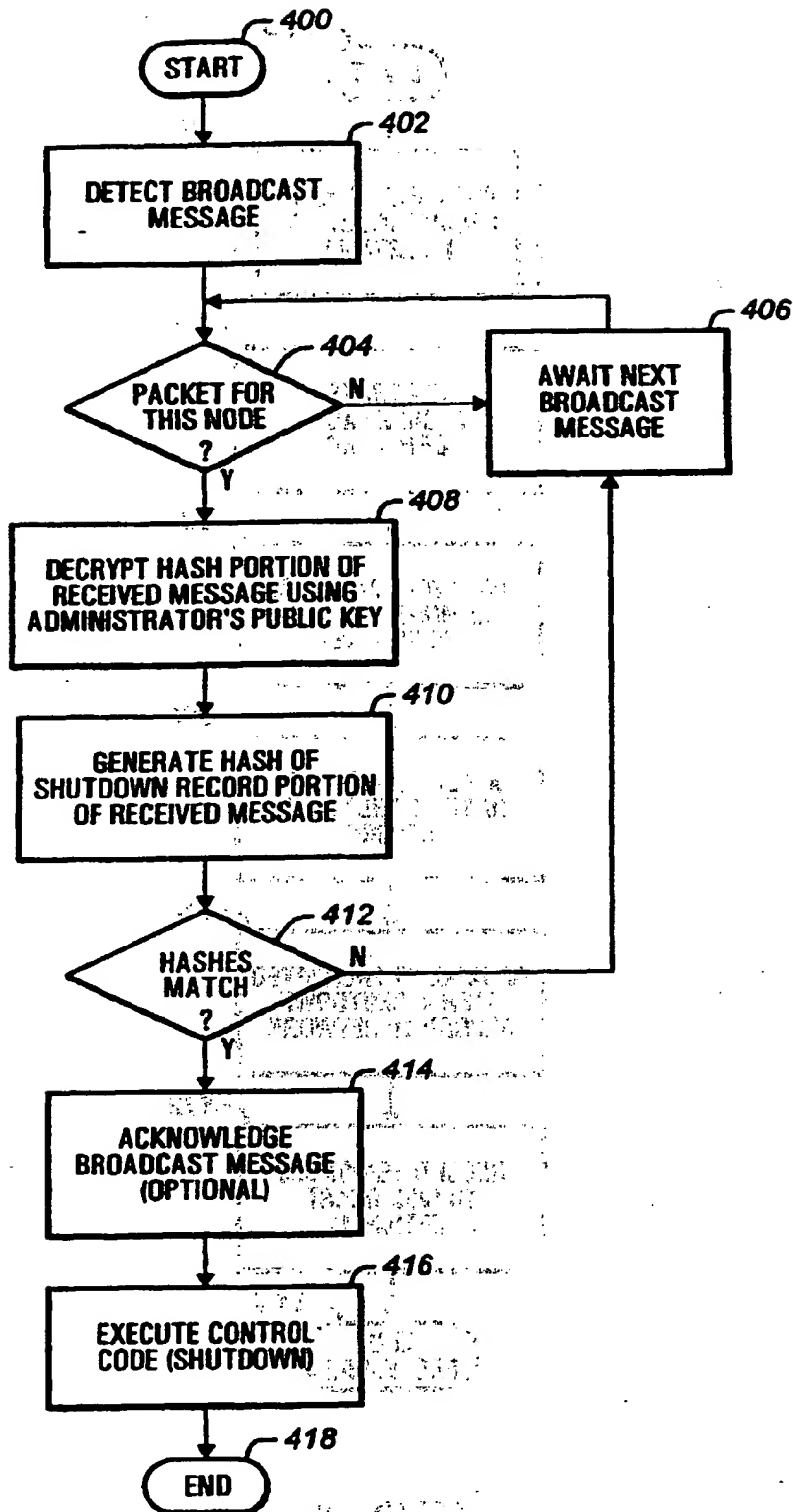 400
START
402
DETECT BROADCAST
MESSAGE
404
PACKET FOR
THIS NODE
?
N
Y
406
AWAIT NEXT
BROADCAST
MESSAGE
408
DECRYPT HASH PORTION OF
RECEIVED MESSAGE USING
ADMINISTRATOR'S PUBLIC KEY
410
GENERATE HASH OF
SHUTDOWN RECORD PORTION
OF RECEIVED MESSAGE
412
HASHES
MATCH
?
N
Y
414
ACKNOWLEDGE
BROADCAST MESSAGE
(OPTIONAL)
416
EXECUTE CONTROL
CODE (SHUTDOWN)
418
END